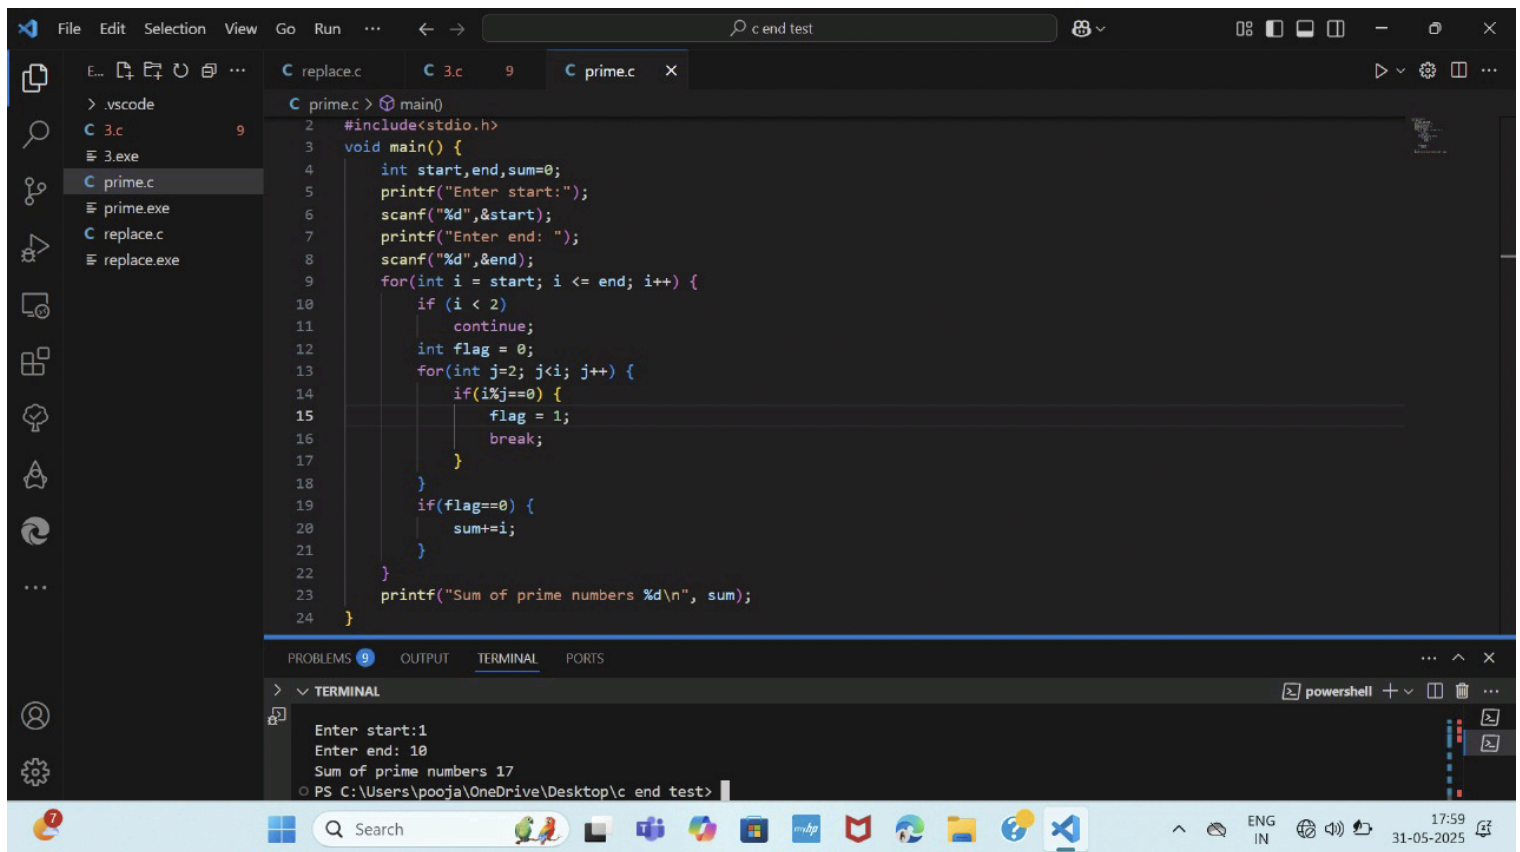 File Edit Selection View Go Run ··· c end test
E... replace.c 3.c 9 prime.c
.vscode
3.c 9
3.exe
prime.c
prime.exe
replace.c
replace.exe
C prime.c > main()
2 #include<stdio.h>
3 void main() {
4 int start,end,sum=0;
5 printf("Enter start:");
6 scanf("%d",&start);
7 printf("Enter end: ");
8 scanf("%d",&end);
9 for(int i = start; i <= end; i++) {
10 if (i < 2)
11 continue;
12 int flag = 0;
13 for(int j=2; j<i; j++) {
14 if(i%j==0) {
15 flag = 1;
16 break;
17 }
18 }
19 if(flag==0) {
20 sum+=i;
21 }
22 }
23 printf("Sum of prime numbers %d\n", sum);
24 }
PROBLEMS 9 OUTPUT TERMINAL PORTS
TERMINAL powershell
Enter start:1
Enter end: 10
Sum of prime numbers 17
PS C:\Users\pooja\OneDrive\Desktop\c end test>
7 Search myhp ENG IN 17:59 31-05-2025